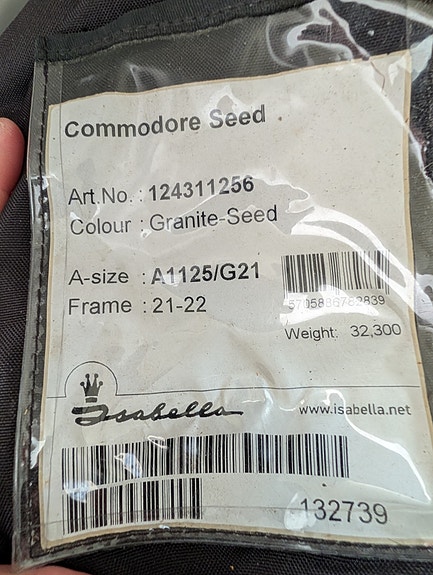 Commodore Seed
Art.No. : 124311256
Colour : Granite-Seed
A-size : A1125/G21
Frame : 21-22
Weight: 32,300
Isabella
www.isabella.net
132739